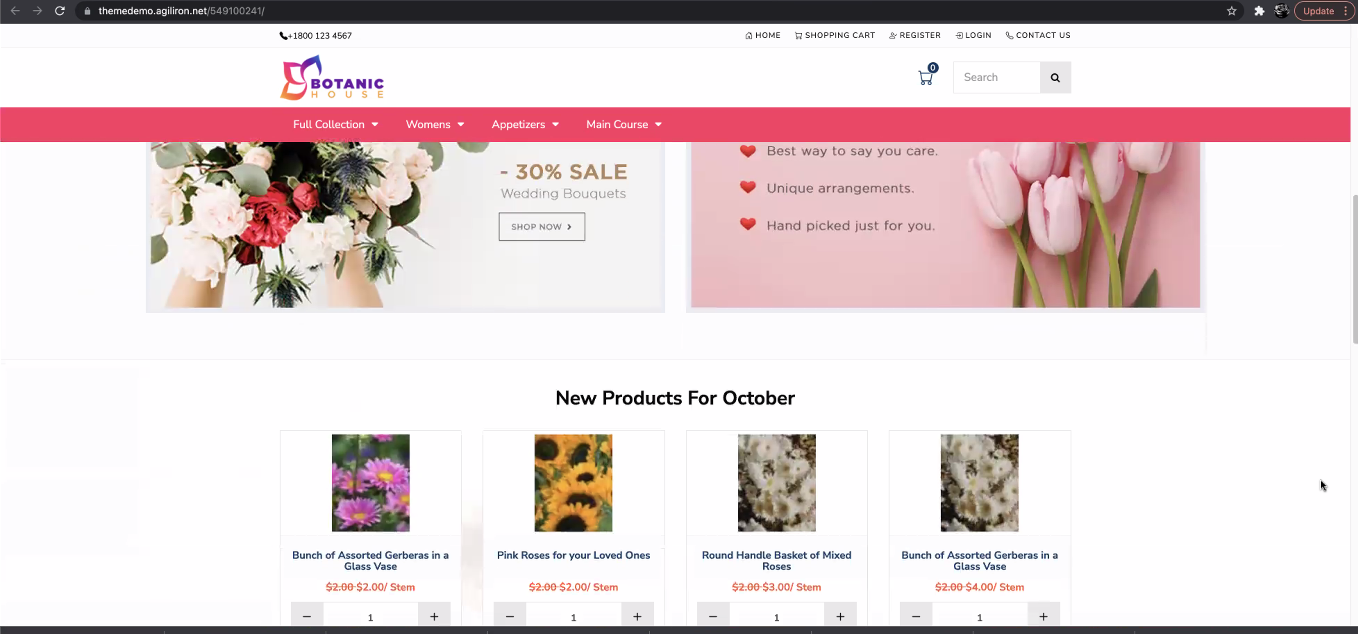 themedemo.agiliron.net/549100241/
Update
+1800 123 4567
HOME SHOPPING CART REGISTER LOGIN CONTACT US
BOTANIC
HOUSE
0
Search
Full Collection Womens Appetizers Main Course
- 30% SALE
Wedding Bouquets
SHOP NOW >
Best way to say you care.
Unique arrangements.
Hand picked just for you.
New Products For October
Bunch of Assorted Gerberas in a
Glass Vase
$2.00 $2.00/ Stem
− 1 +
Pink Roses for your Loved Ones
$2.00 $2.00/ Stem
− 1 +
Round Handle Basket of Mixed
Roses
$2.00 $3.00/ Stem
− 1 +
Bunch of Assorted Gerberas in a
Glass Vase
$2.00 $4.00/ Stem
− 1 +